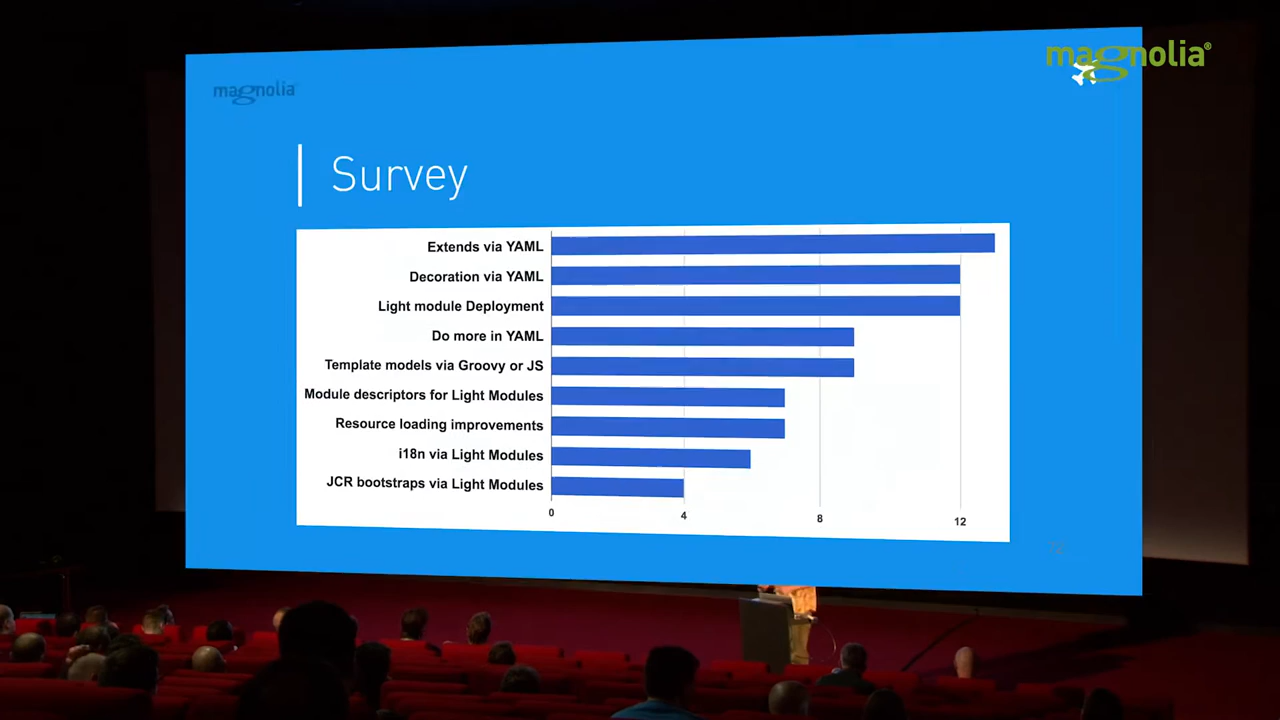 magnolia®
magnolia
Survey
Extends via YAML
Decoration via YAML
Light module Deployment
Do more in YAML
Template models via Groovy or JS
Module descriptors for Light Modules
Resource loading improvements
i18n via Light Modules
JCR bootstraps via Light Modules
0 4 8 12